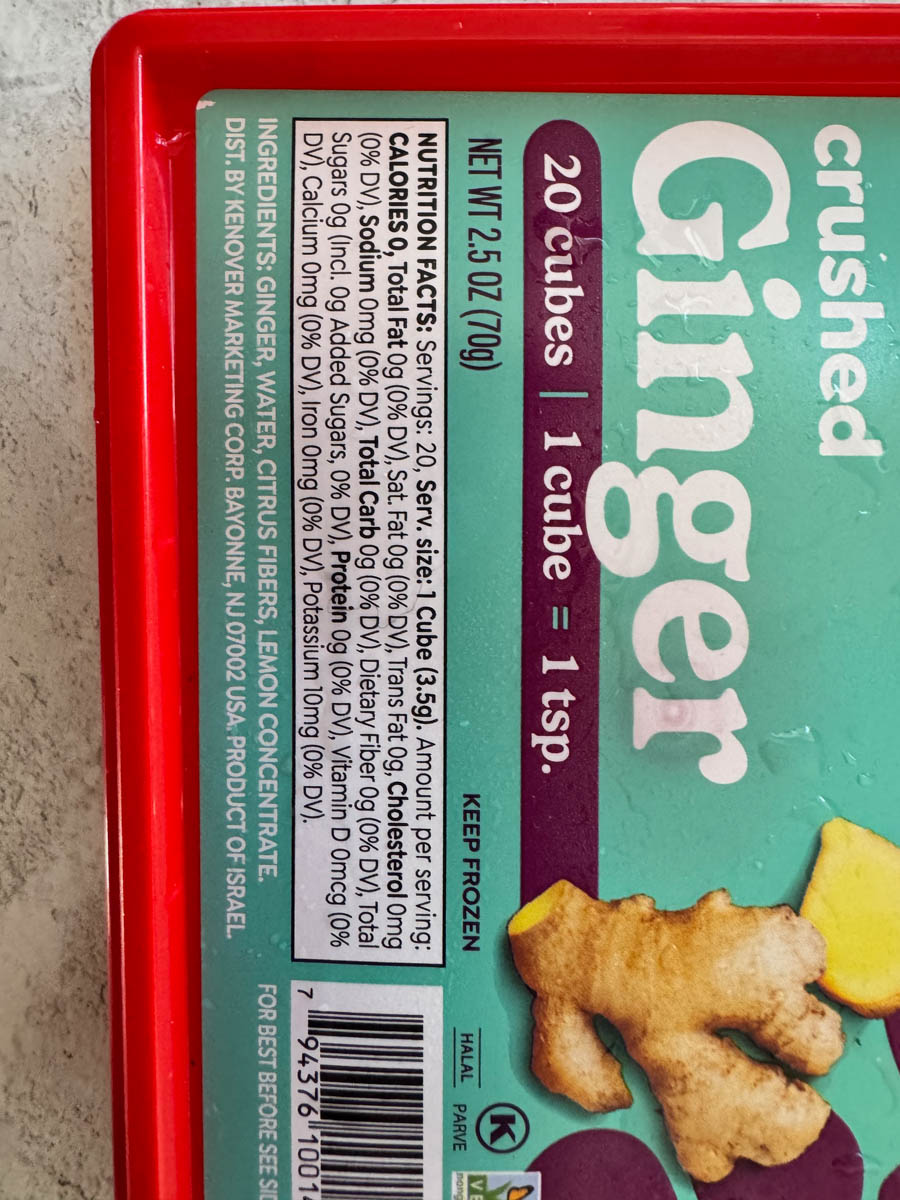 crushed
Ginger
20 cubes | 1 cube = 1 tsp.
NET WT 2.5 OZ (70g)
KEEP FROZEN
HALAL
PARVE
K
NUTRITION FACTS: Servings: 20, Serv. size: 1 Cube (3.5g). Amount per serving:
CALORIES 0, Total Fat 0g (0% DV), Sat. Fat 0g (0% DV), Trans Fat 0g, Cholesterol 0mg
(0% DV), Sodium 0mg (0% DV), Total Carb 0g (0% DV), Dietary Fiber 0g (0% DV), Total
Sugars 0g (Incl. 0g Added Sugars, 0% DV), Protein 0g (0% DV), Vitamin D 0mcg (0%
DV), Calcium 0mg (0% DV), Iron 0mg (0% DV), Potassium 10mg (0% DV).
INGREDIENTS: GINGER, WATER, CITRUS FIBERS, LEMON CONCENTRATE.
DIST. BY KENOVER MARKETING CORP. BAYONNE, NJ 07002 USA. PRODUCT OF ISRAEL.
7 94376 1001
FOR BEST BEFORE SEE